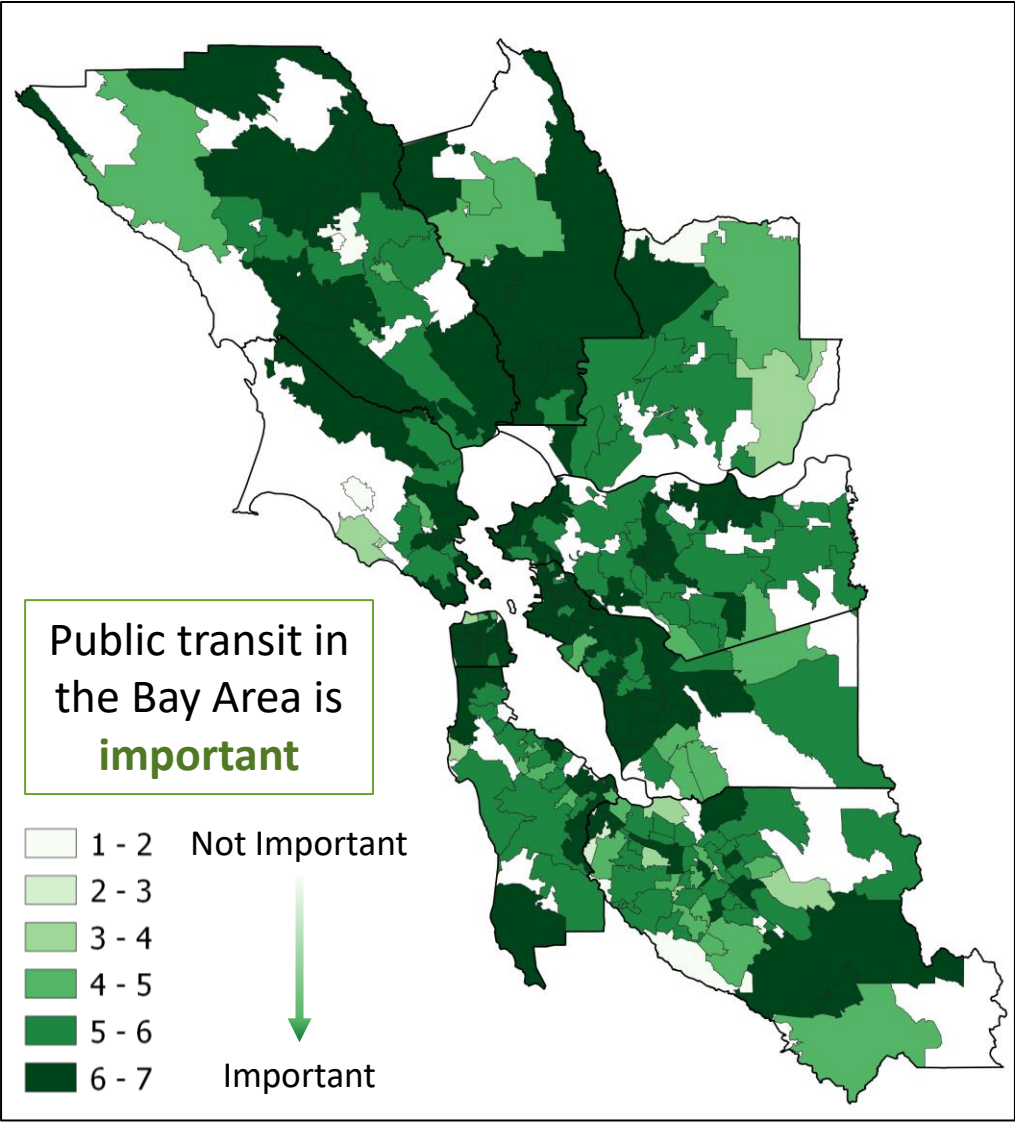 Public transit in
the Bay Area is
important
1 - 2 Not Important
2 - 3
3 - 4
4 - 5
5 - 6
6 - 7 Important